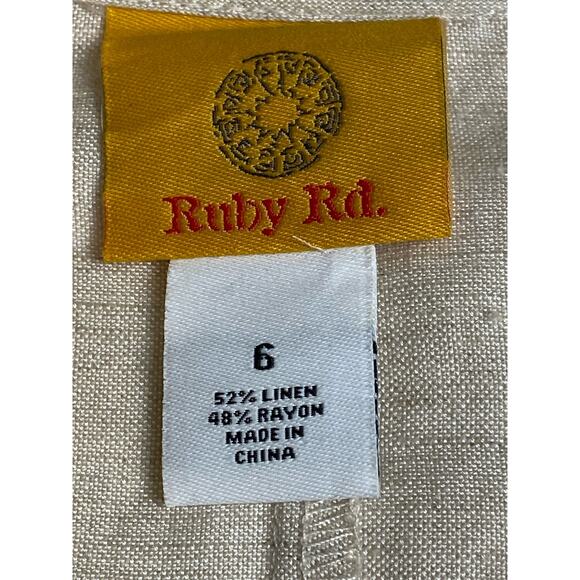 Ruby Rd.
6
52% LINEN
48% RAYON
MADE IN
CHINA